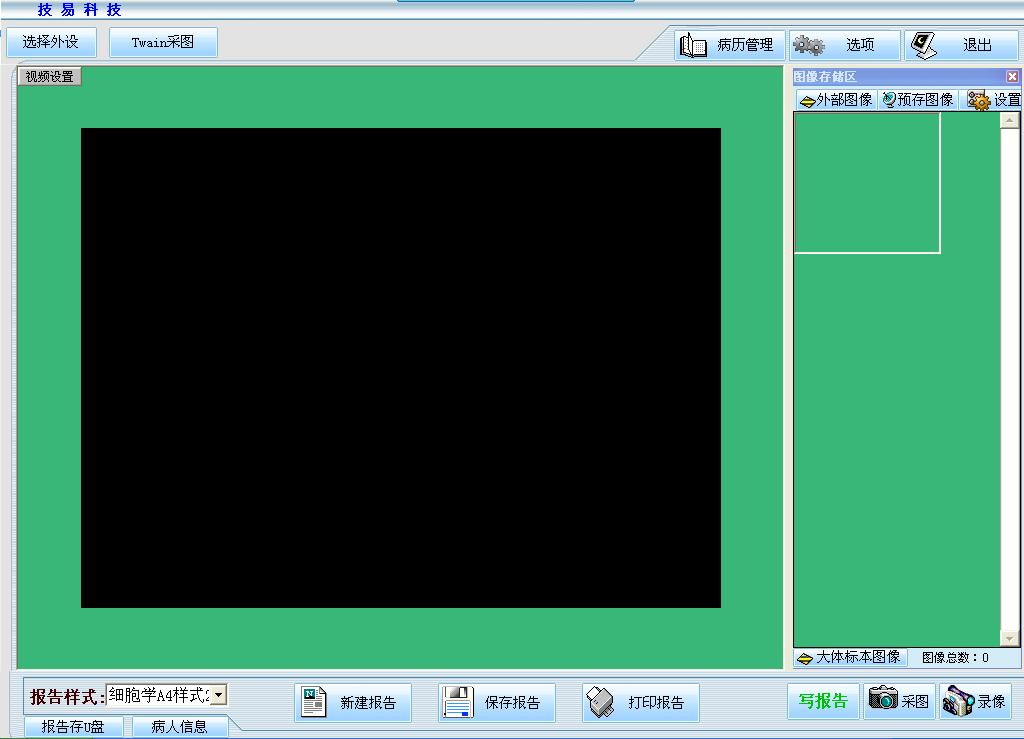 技易科技
选择外设
Twain采图
病历管理
选项
退出
视频设置
图像存储区
外部图像
预存图像
设置
大体标本图像
图像总数：0
报告样式:
细胞学A4样式
新建报告
保存报告
打印报告
写报告
采图
录像
报告存U盘
病人信息